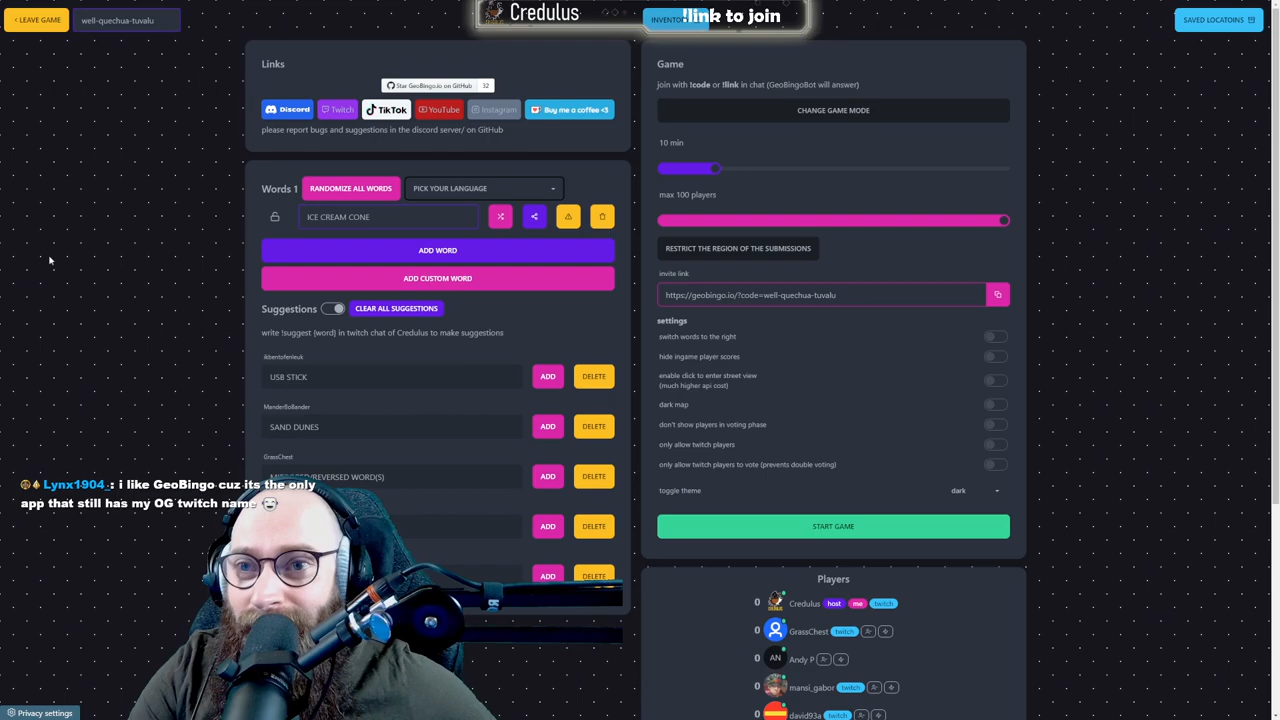 LEAVE GAME
well-quechua-tuvalu
Credulus
!link to join
SAVED LOCATOINS
Links
Star GeoBingo.io on GitHub 32
Discord Twitch TikTok YouTube Instagram Buy me a coffee <3
please report bugs and suggestions in the discord server/ on GitHub
Words 1 RANDOMIZE ALL WORDS PICK YOUR LANGUAGE
ICE CREAM CONE
ADD WORD
ADD CUSTOM WORD
Suggestions CLEAR ALL SUGGESTIONS
write !suggest (word) in twitch chat of Credulus to make suggestions
ikbentofenleuk
USB STICK ADD DELETE
ManderBoBander
SAND DUNES ADD DELETE
GrassChest
ADD DELETE
ADD DELETE
ADD DELETE
Lynx1904_: i like GeoBingo cuz its the only
app that still has my OG twitch name
Game
join with !code or !link in chat (GeoBingoBot will answer)
CHANGE GAME MODE
10 min
max 100 players
RESTRICT THE REGION OF THE SUBMISSIONS
invite link
https://geobingo.io/?code=well-quechua-tuvalu
settings
switch words to the right
hide ingame player scores
enable click to enter street view
(much higher api cost)
dark map
don't show players in voting phase
only allow twitch players
only allow twitch players to vote (prevents double voting)
toggle theme dark
START GAME
Players
0 Credulus host me twitch
0 GrassChest twitch
0 AN Andy P
0 mansi_gabor twitch
0 david93a twitch
Privacy settings